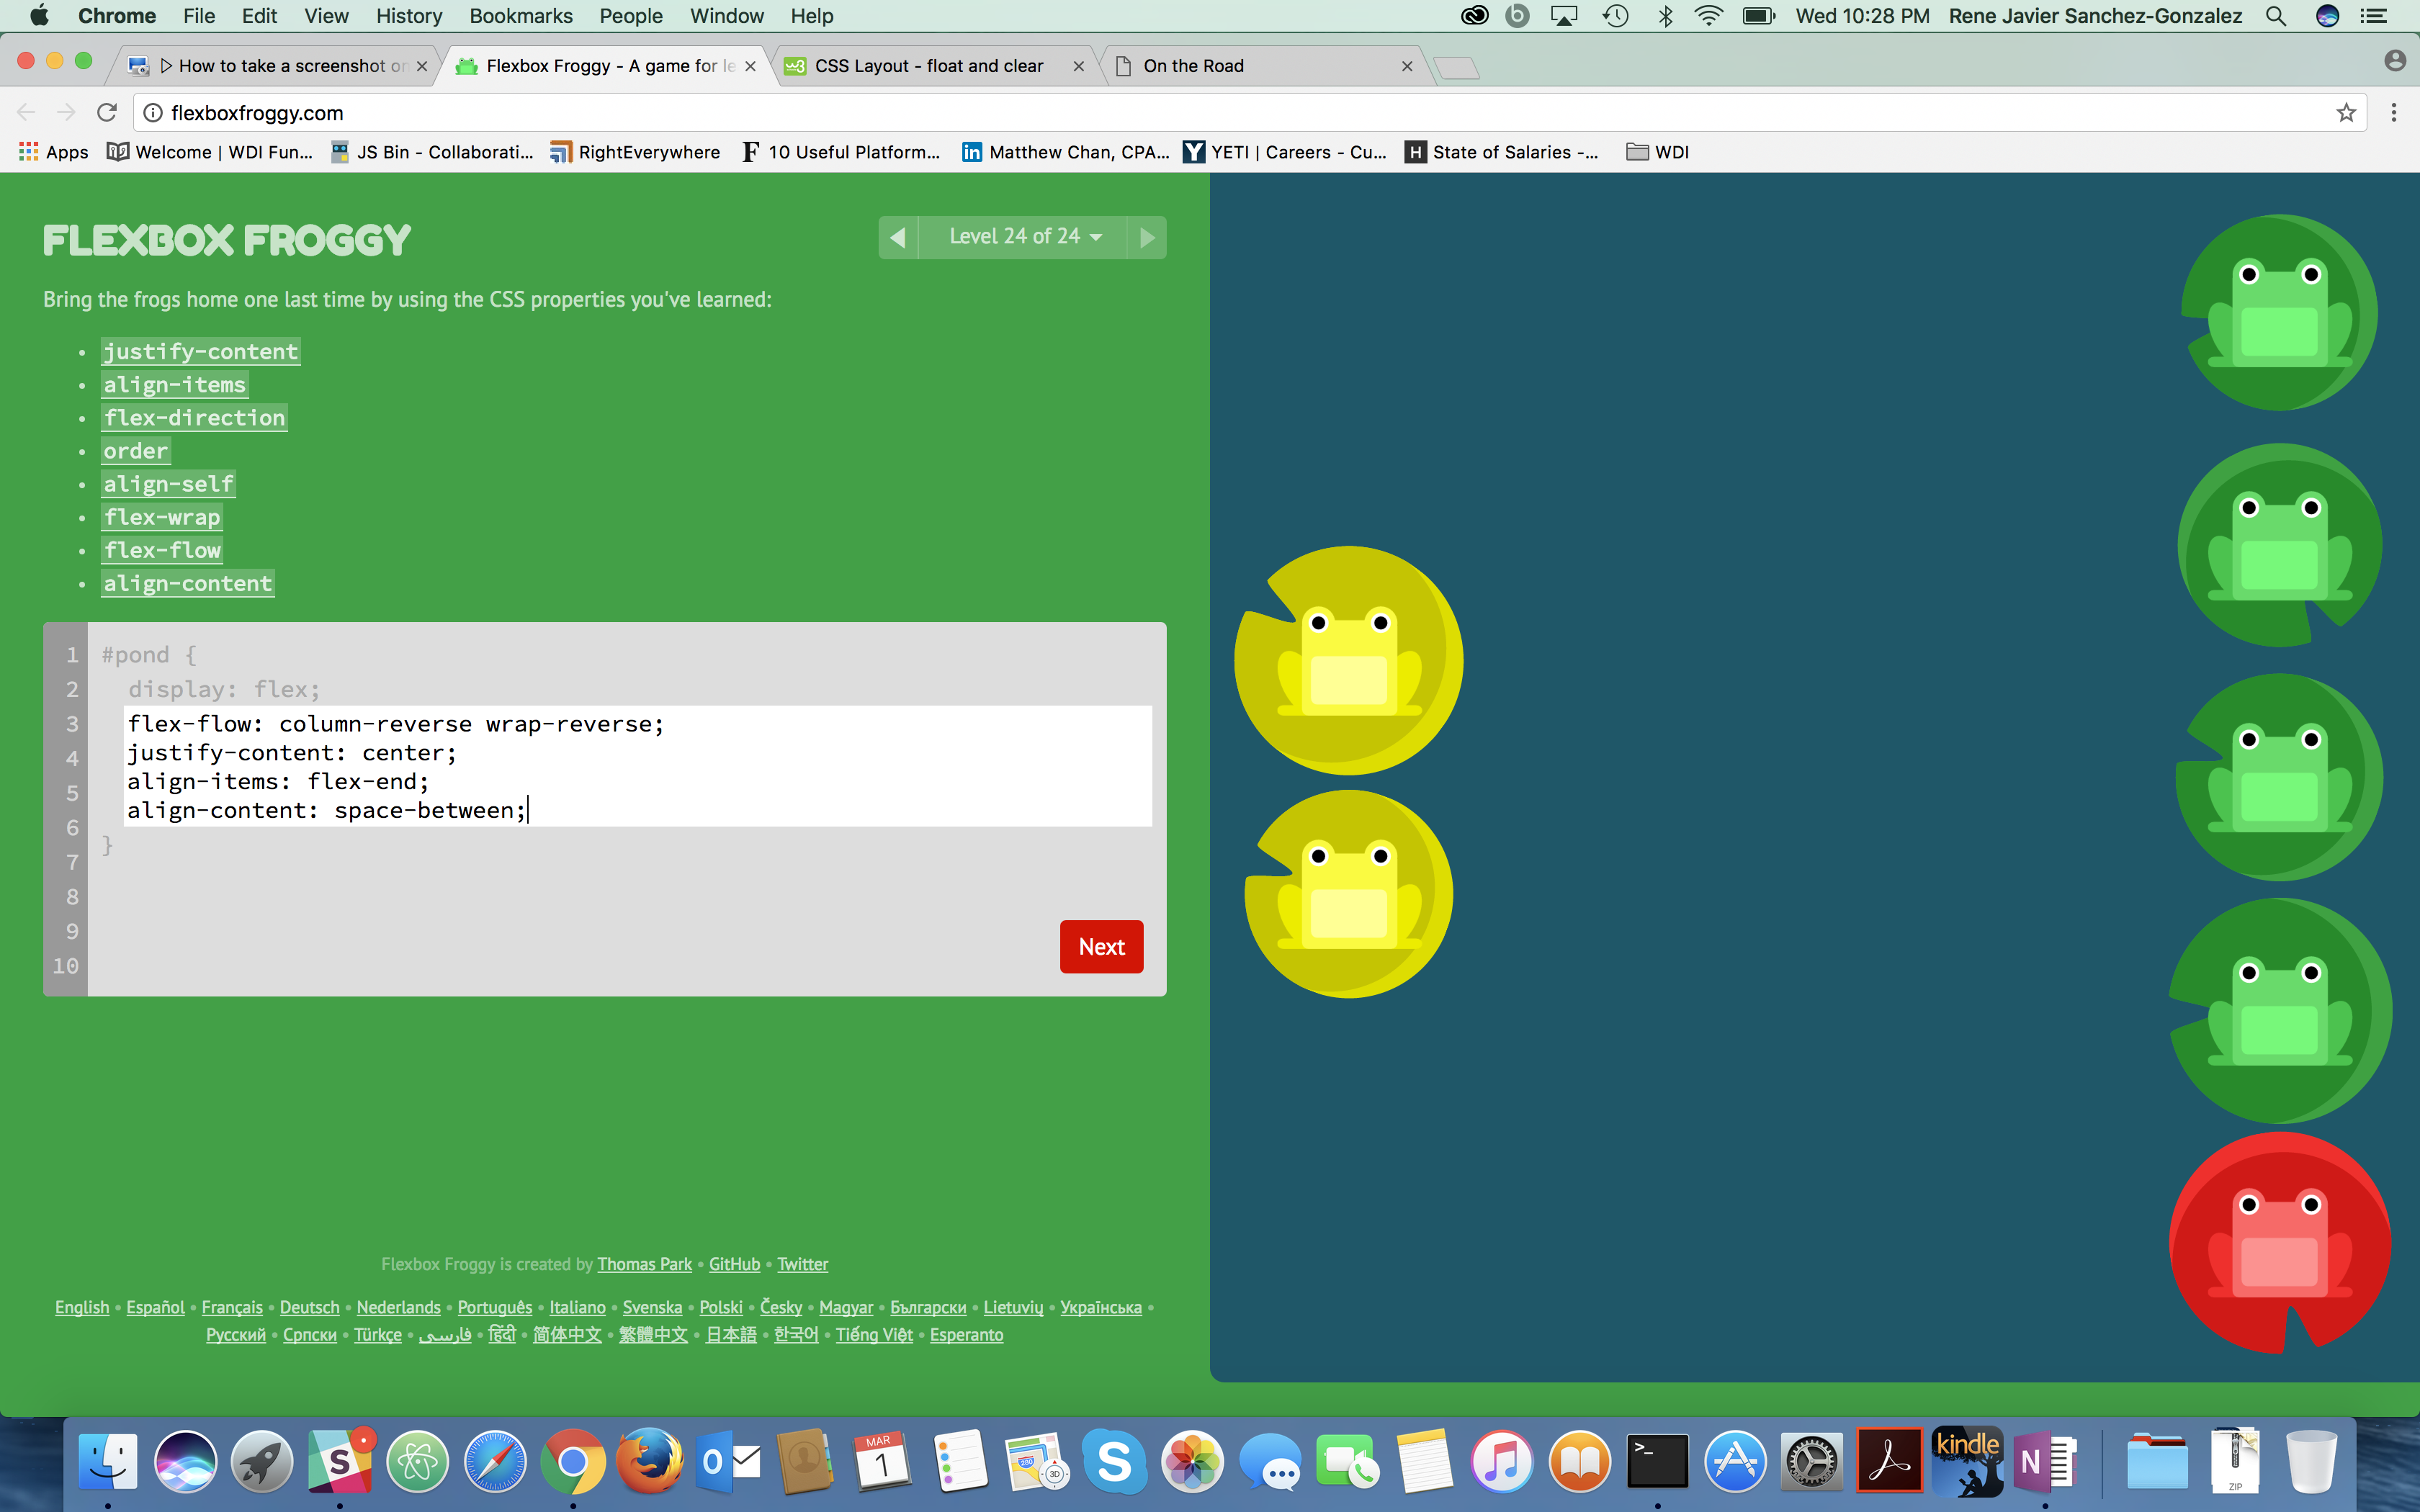 Chrome File Edit View History Bookmarks People Window Help Wed 10:28 PM Rene Javier Sanchez-Gonzalez
How to take a screenshot on Flexbox Froggy - A game for le CSS Layout - float and clear On the Road
flexboxfroggy.com
Apps Welcome | WDI Fun... JS Bin - Collaborati... RightEverywhere F 10 Useful Platform... in Matthew Chan, CPA... Y YETI | Careers - Cu... H State of Salaries -... WDI
FLEXBOX FROGGY
Level 24 of 24
Bring the frogs home one last time by using the CSS properties you've learned:
• justify-content
• align-items
• flex-direction
• order
• align-self
• flex-wrap
• flex-flow
• align-content
1 #pond {
2 display: flex;
3 flex-flow: column-reverse wrap-reverse;
4 justify-content: center;
5 align-items: flex-end;
6 align-content: space-between;
7 }
8
9
10
Next
Flexbox Froggy is created by Thomas Park • GitHub • Twitter
English • Español • Français • Deutsch • Nederlands • Português • Italiano • Svenska • Polski • Česky • Magyar • Български • Lietuvių • Українська •
Русский • Српски • Türkçe • فارسی • हिंदी • 简体中文 • 繁體中文 • 日本語 • 한국어 • Tiếng Việt • Esperanto
S O MAR 1 280 3D S >_ kindle N ZIP